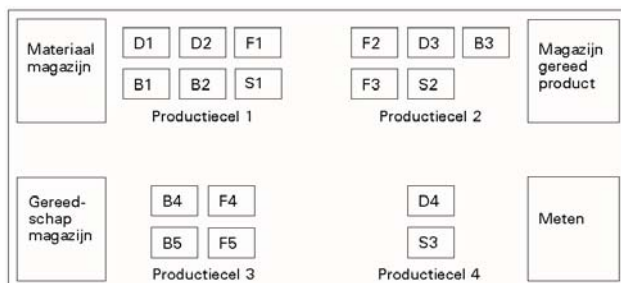 Materiaal
magazijn
D1 D2 F1
B1 B2 S1
Productiecel 1
F2 D3 B3
F3 S2
Productiecel 2
Magazijn
gereed
product
Gereed-
schap
magazijn
B4 F4
B5 F5
Productiecel 3
D4
S3
Productiecel 4
Meten